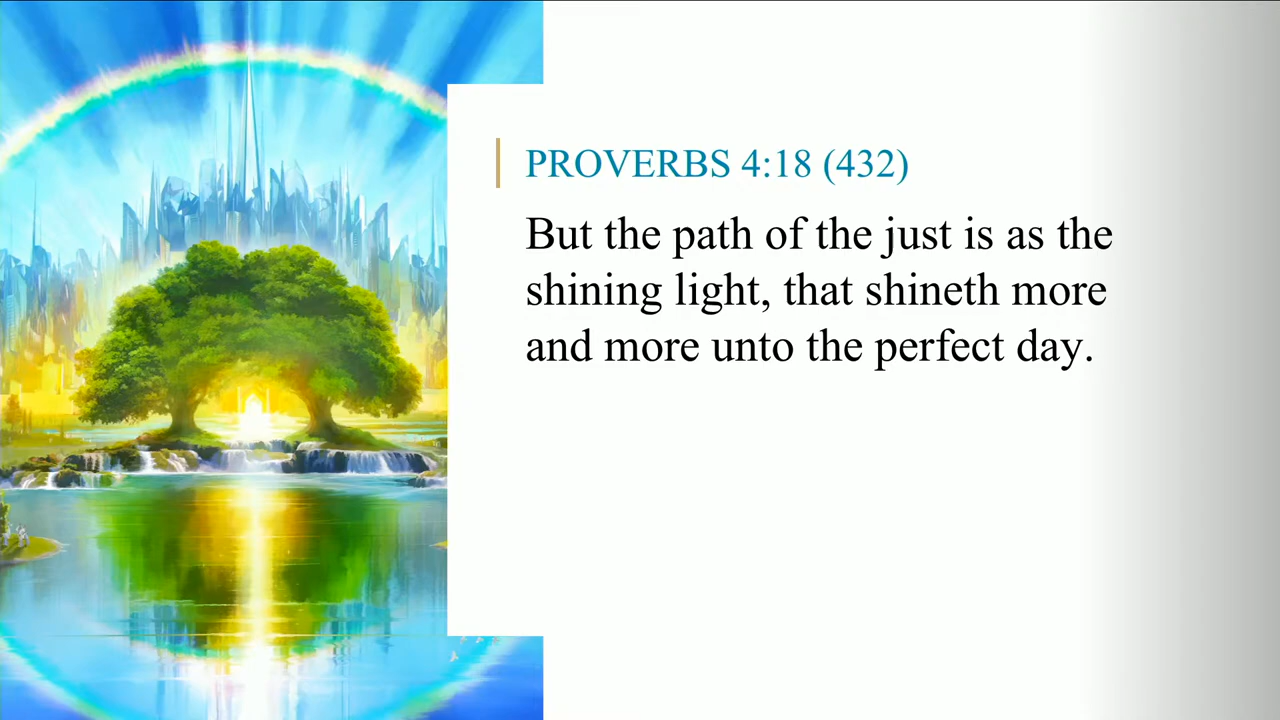 PROVERBS 4:18 (432)
But the path of the just is as the
shining light, that shineth more
and more unto the perfect day.